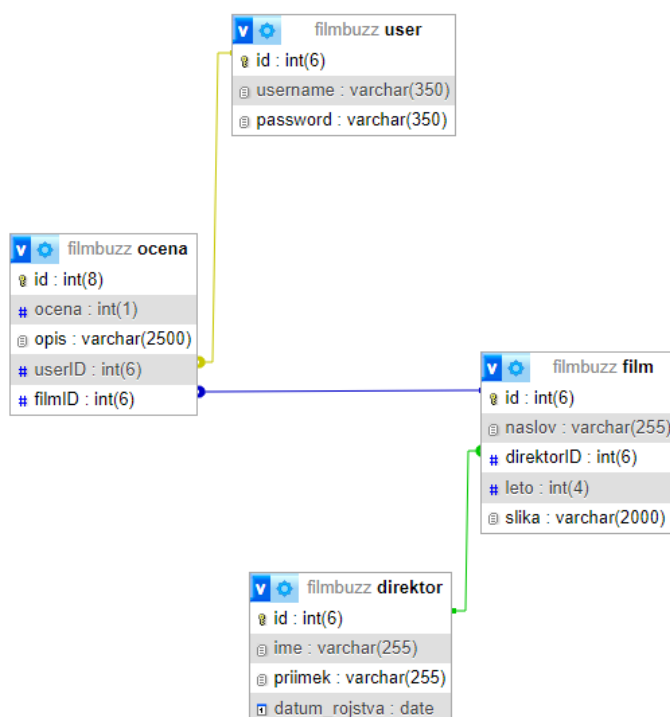 filmbuzz user
id : int(6)
username : varchar(350)
password : varchar(350)
filmbuzz ocena
id : int(8)
ocena : int(1)
opis : varchar(2500)
userID : int(6)
filmID : int(6)
filmbuzz film
id : int(6)
naslov : varchar(255)
direktorID : int(6)
leto : int(4)
slika : varchar(2000)
filmbuzz direktor
id : int(6)
ime : varchar(255)
priimek : varchar(255)
datum_rojstva : date